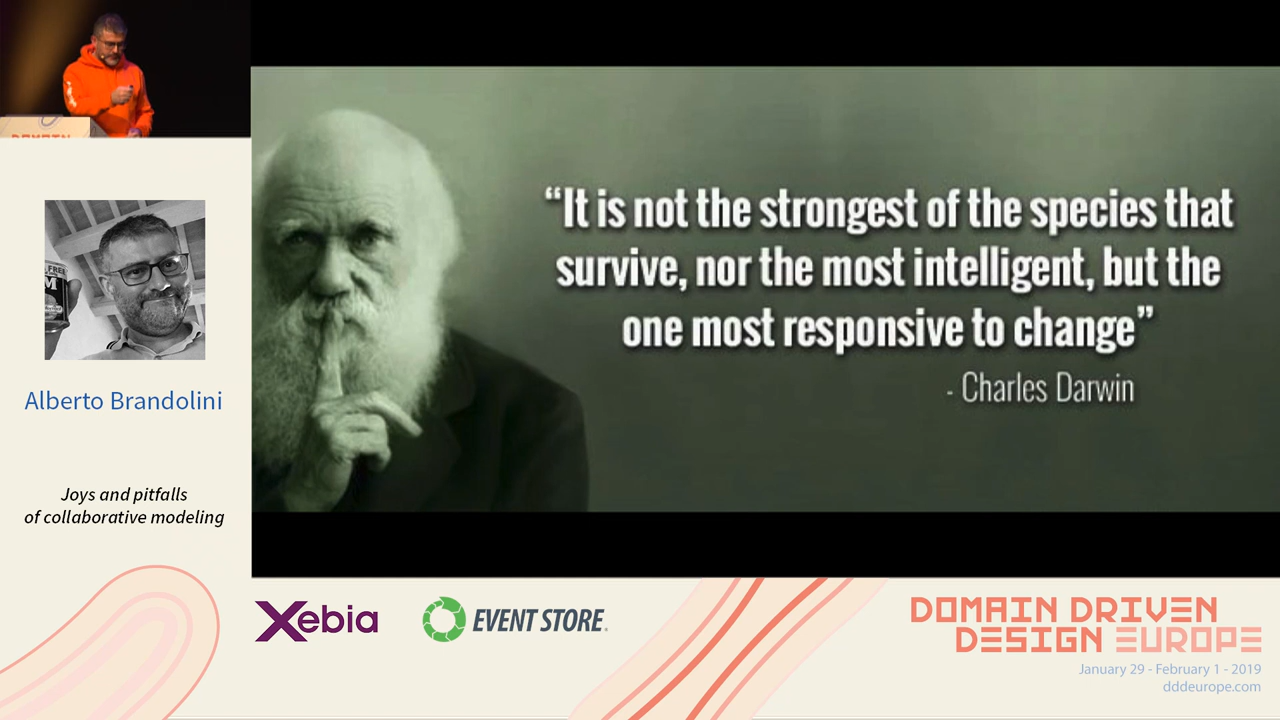 DOMAIN
FREE
M
Alberto Brandolini
Joys and pitfalls
of collaborative modeling
“It is not the strongest of the species that
survive, nor the most intelligent, but the
one most responsive to change”
- Charles Darwin
Xebia
EVENT STORE
DOMAIN DRIVEN
DESIGN EUROPE
January 29 - February 1 - 2019
dddeurope.com